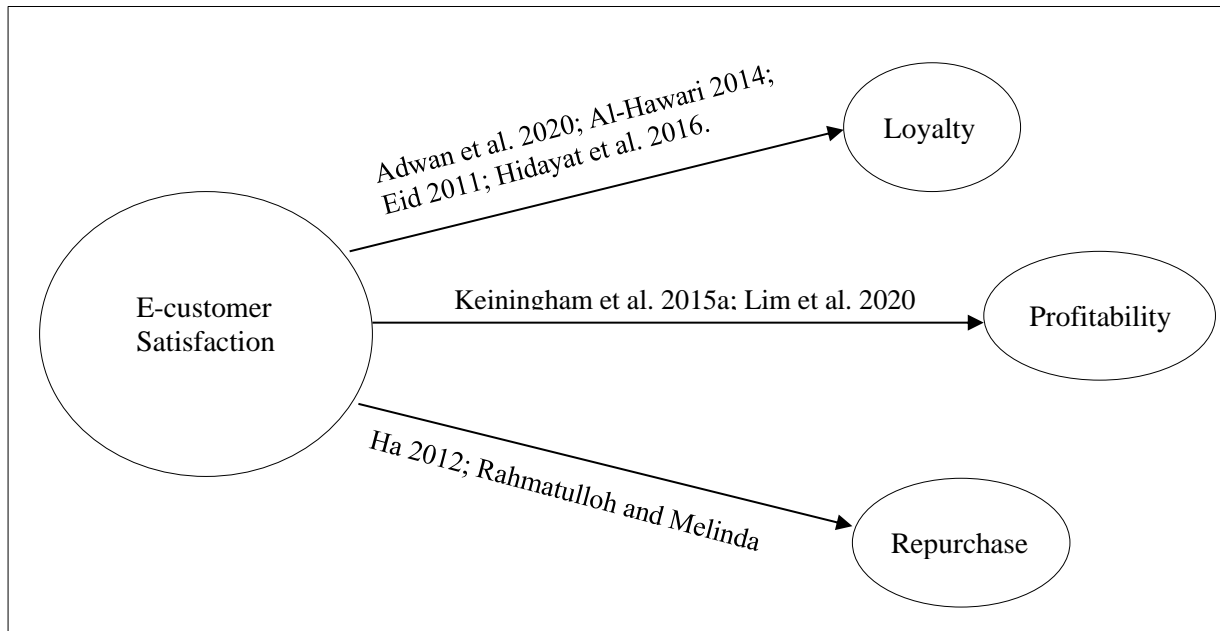 Adwan et al. 2020; Al-Hawari 2014;
Eid 2011; Hidayat et al. 2016.
Loyalty
E-customer
Satisfaction
Keiningham et al. 2015a; Lim et al. 2020
Profitability
Ha 2012; Rahmatulloh and Melinda
Repurchase